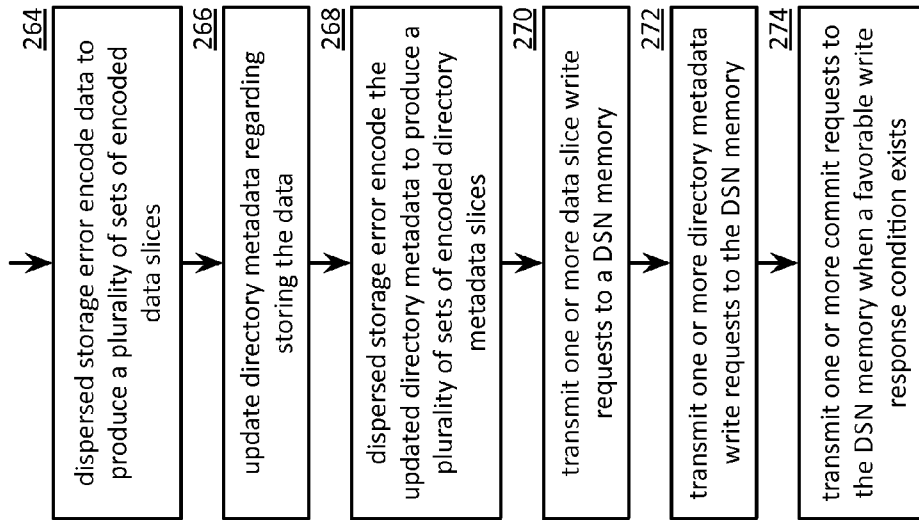 264
dispersed storage error encode data to
produce a plurality of sets of encoded
data slices
266
update directory metadata regarding
storing the data
268
dispersed storage error encode the
updated directory metadata to produce a
plurality of sets of encoded directory
metadata slices
270
transmit one or more data slice write
requests to a DSN memory
272
transmit one or more directory metadata
write requests to the DSN memory
274
transmit one or more commit requests to
the DSN memory when a favorable write
response condition exists